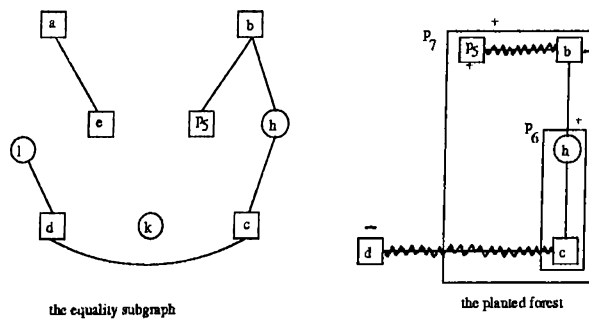 a
b
e
p5
h
l
d
k
c
the equality subgraph
+
p7
p5
+
b
p6
+
h
−
d
c
the planted forest